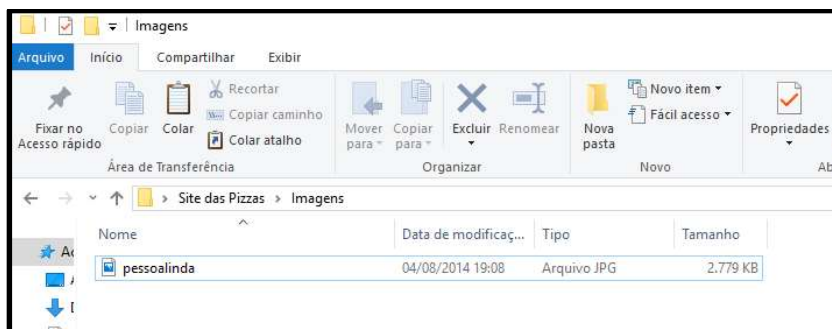 Imagens
Arquivo Início Compartilhar Exibir
Fixar no Acesso rápido
Copiar
Colar
Recortar
Copiar caminho
Colar atalho
Área de Transferência
Mover para
Copiar para
Excluir
Renomear
Organizar
Nova pasta
Novo item
Fácil acesso
Novo
Propriedades
Ab
Site das Pizzas > Imagens
Nome Data de modificaç... Tipo Tamanho
pessoalinda 04/08/2014 19:08 Arquivo JPG 2.779 KB